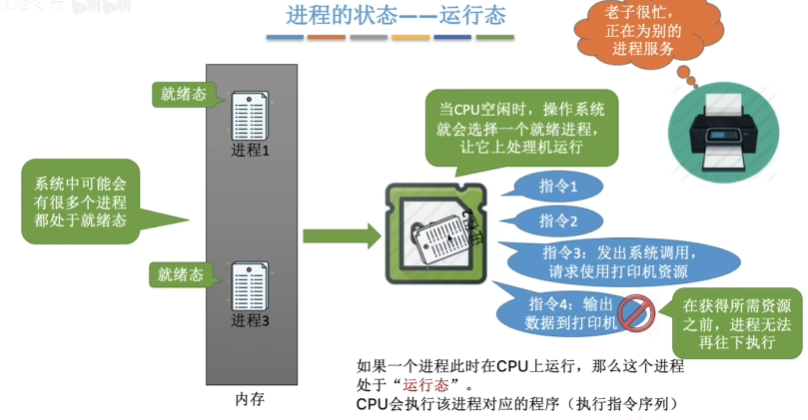 进程的状态——运行态
老子很忙，
正在为别的
进程服务
就绪态
进程1
系统中可能会
有很多个进程
都处于就绪态
就绪态
进程3
内存
当CPU空闲时，操作系统
就会选择一个就绪进程，
让它上处理机运行
指令1
指令2
指令3：发出系统调用，
请求使用打印机资源
指令4：输出
数据到打印机
在获得所需资源
之前，进程无法
再往下执行
如果一个进程此时在CPU上运行，那么这个进程
处于“运行态”。
CPU会执行该进程对应的程序（执行指令序列）